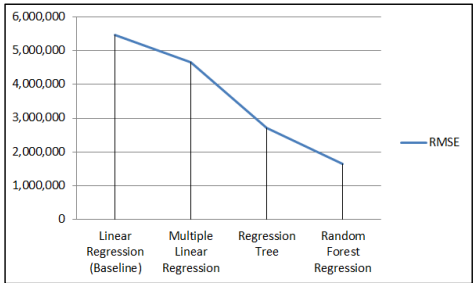 6,000,000
5,000,000
4,000,000
3,000,000
2,000,000
1,000,000
0
Linear
Regression
(Baseline)
Multiple
Linear
Regression
Regression
Tree
Random
Forest
Regression
RMSE